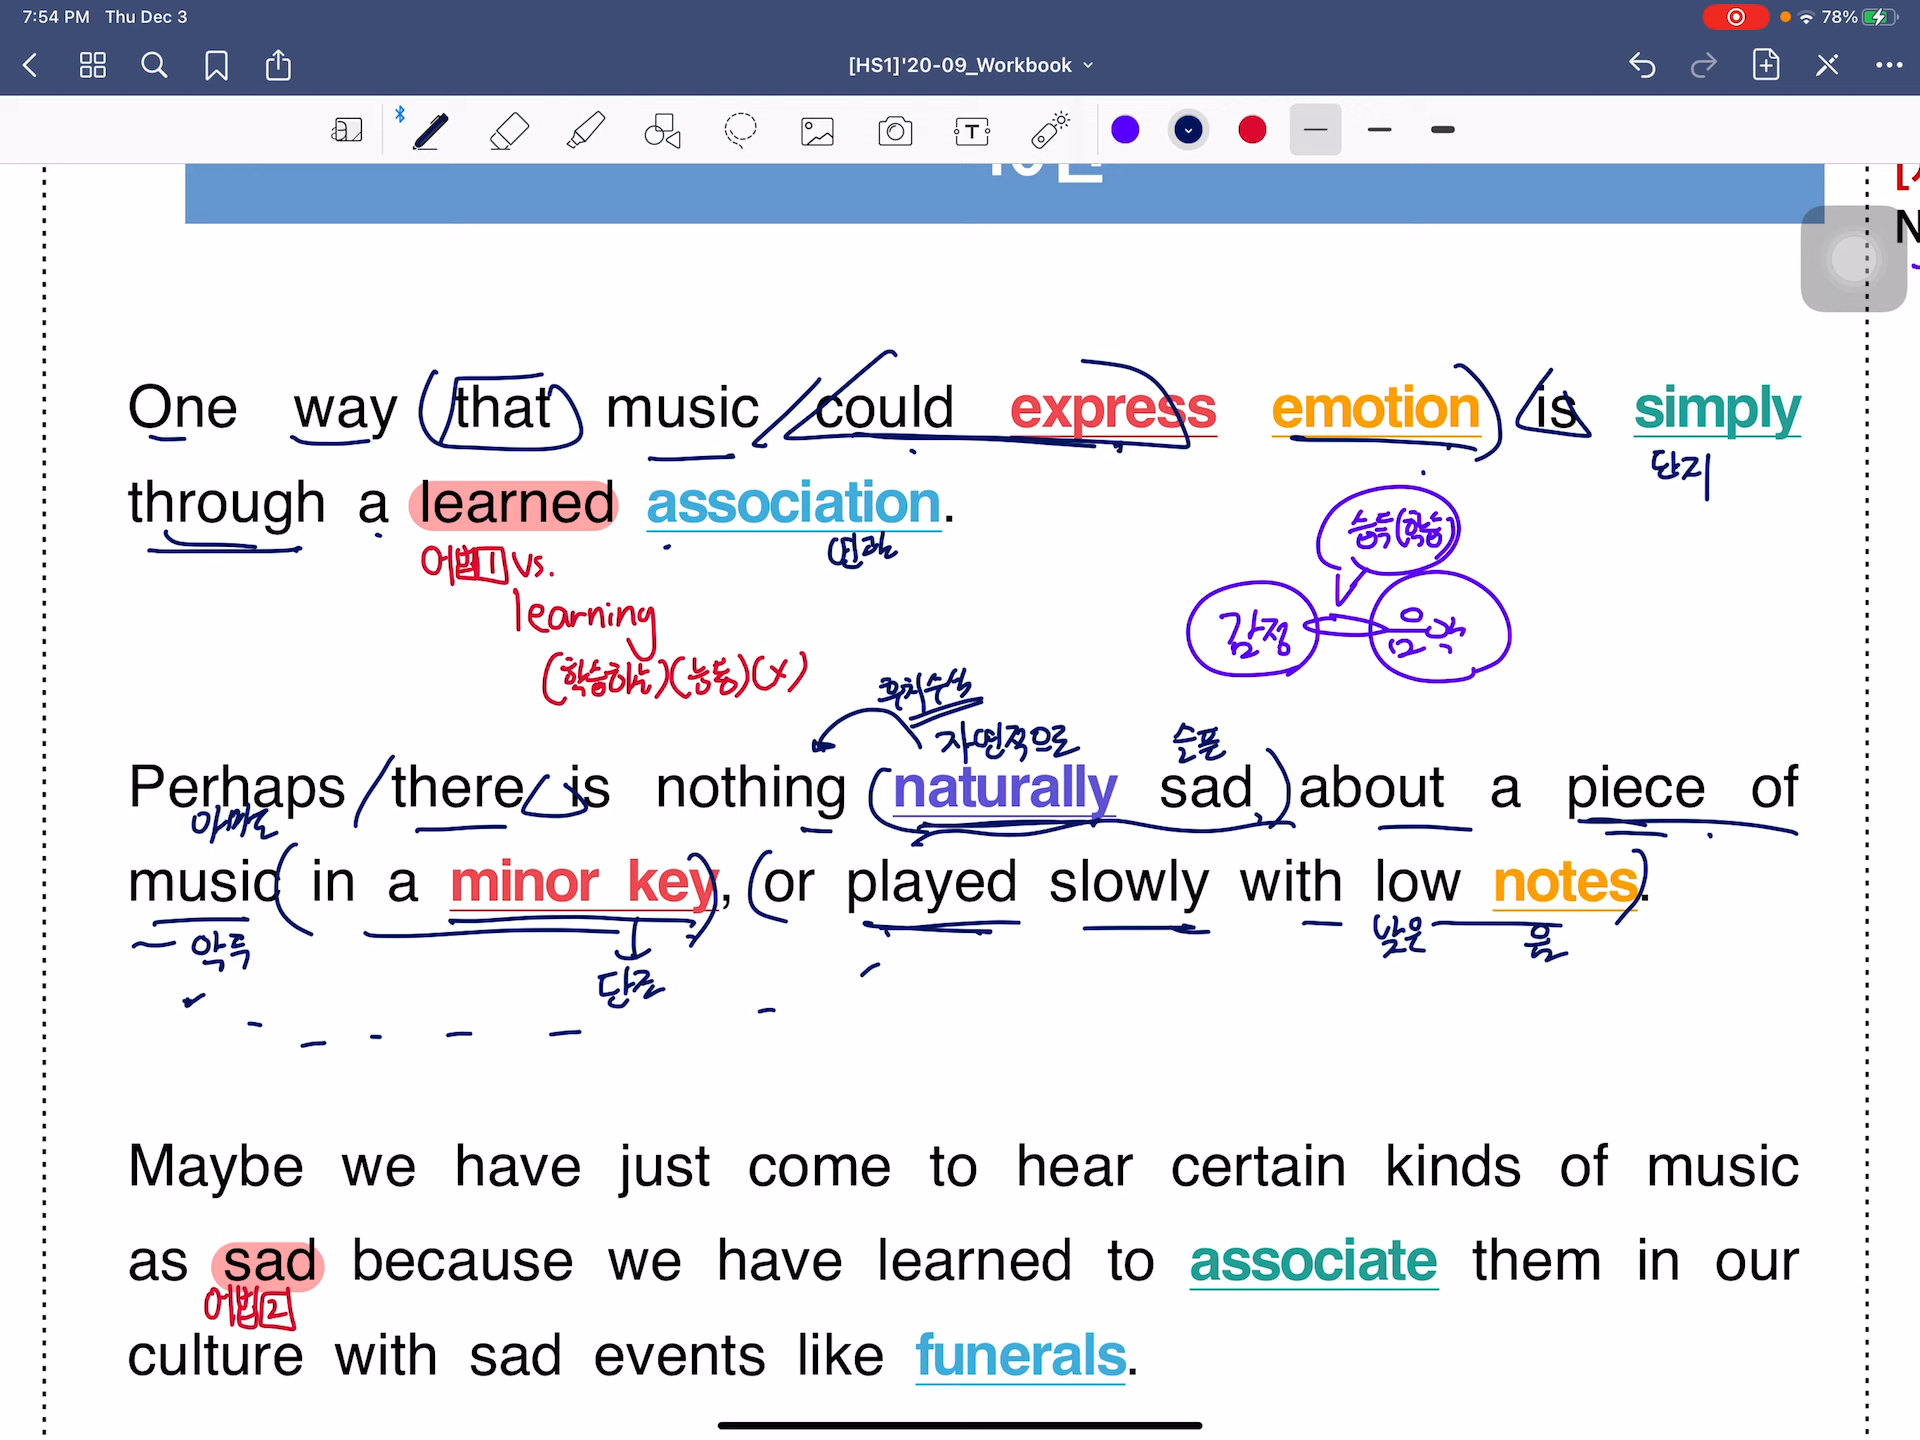 7:54 PM Thu Dec 3
78%
[HS1]'20-09_Workbook
N
One way that music could express emotion is simply
단지
through a learned association.
연관
어법1 vs.
learning
(학습하는)(능동)(X)
습득(학습)
감정 음악
후치수식
자연적으로 슬픈
Perhaps there is nothing naturally sad about a piece of
아마도
music in a minor key, or played slowly with low notes.
~ 악곡 낮은 음
단조
Maybe we have just come to hear certain kinds of music
as sad because we have learned to associate them in our
어법2
culture with sad events like funerals.